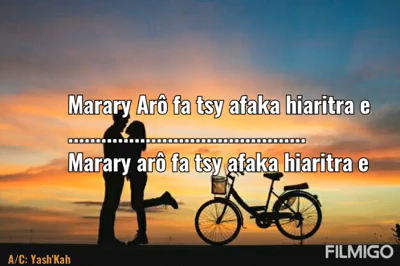 Marary Arô fa tsy afaka hiaritra e
........................................
Marary arô fa tsy afaka hiaritra e
A/C: Yash'Kah
FILMIGO